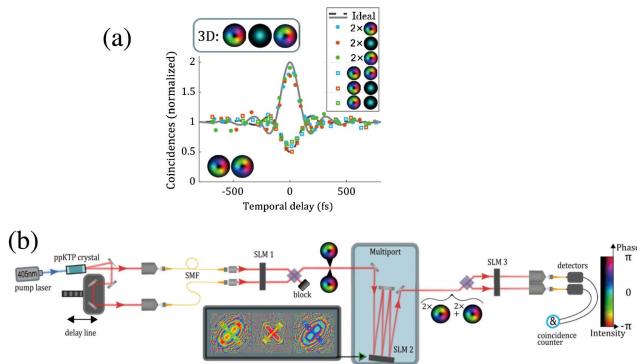 (a)
3D:
Ideal
2×
2×
2×
Coincidences (normalized)
2
1.5
1
0.5
0
-500
0
500
Temporal delay (fs)
(b)
ppKTP crystal
405nm
pump laser
delay line
SMF
SLM 1
block
Multiport
SLM 2
2× + 2×
SLM 3
detectors
&
coincidence
counter
Phase
π
0
-π
Intensity